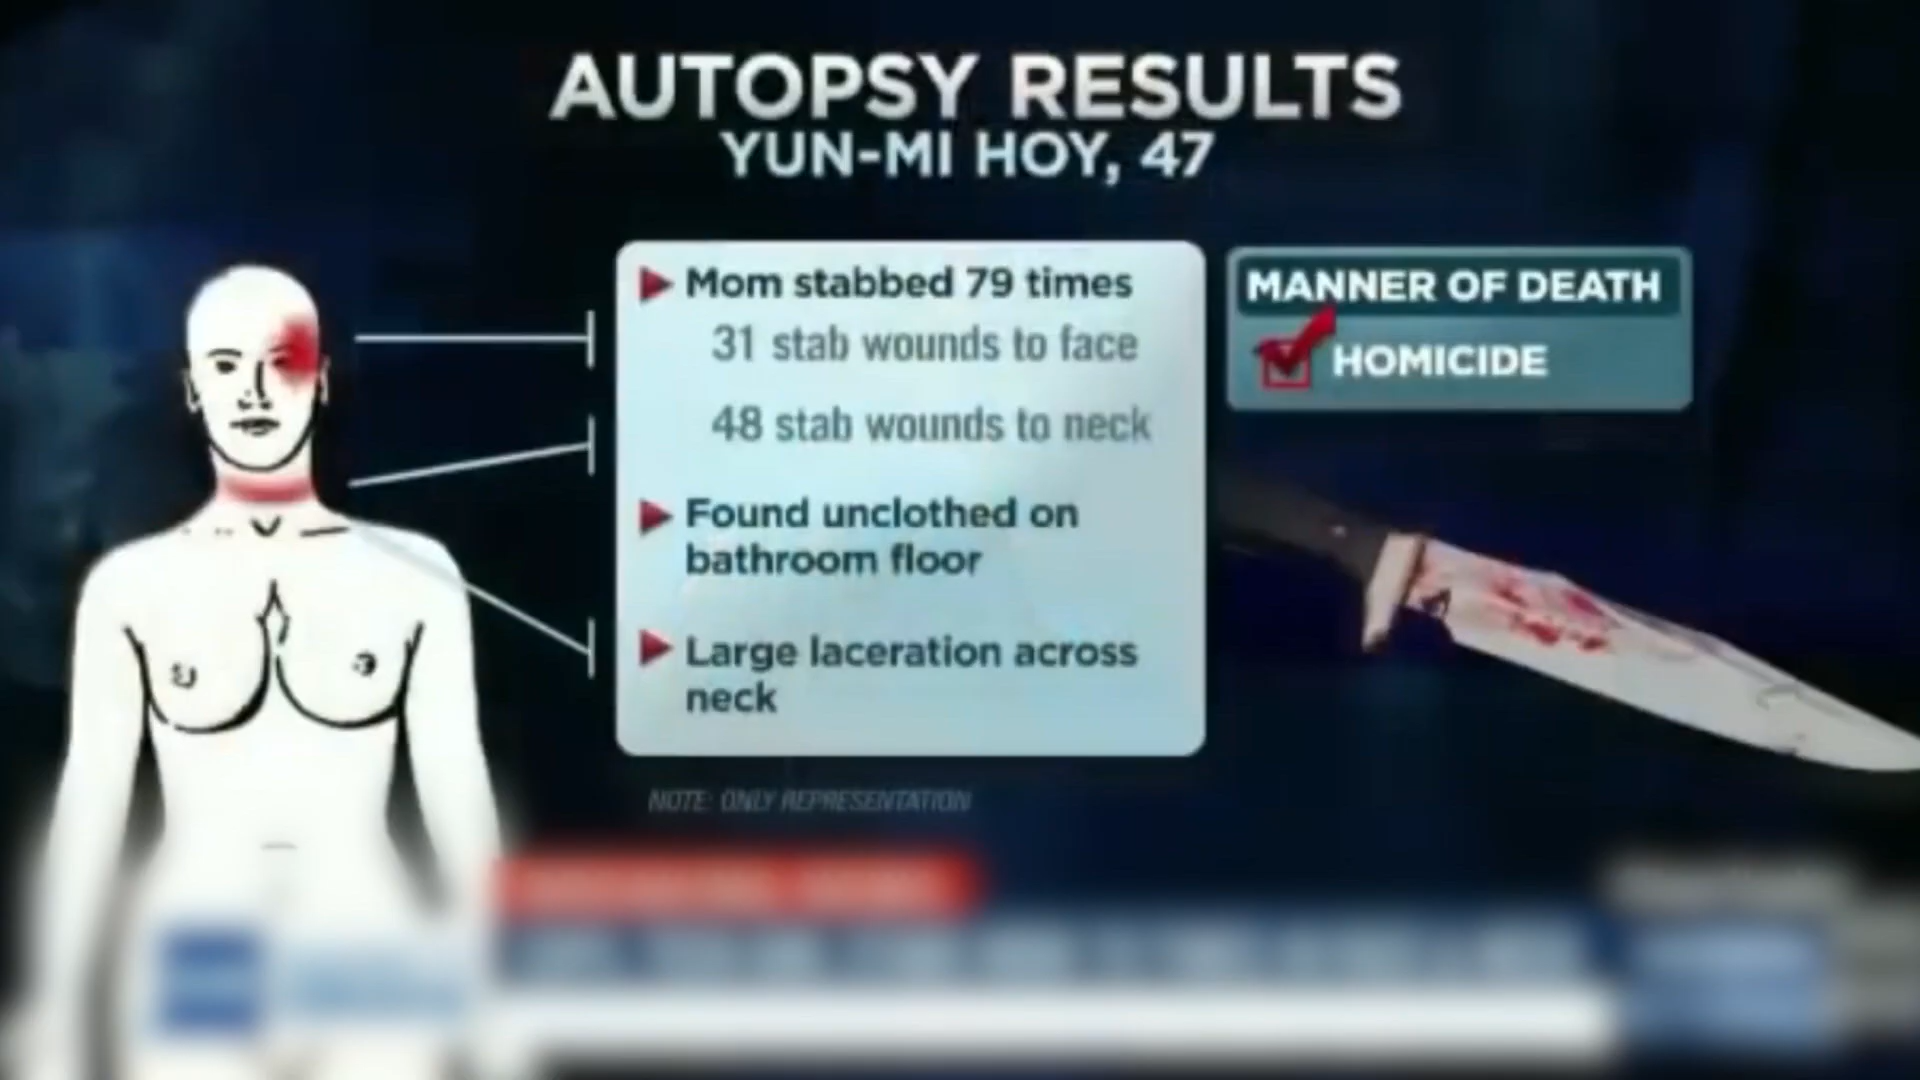 AUTOPSY RESULTS
YUN-MI HOY, 47
Mom stabbed 79 times
31 stab wounds to face
48 stab wounds to neck
Found unclothed on
bathroom floor
Large laceration across
neck
MANNER OF DEATH
HOMICIDE
NOTE: ONLY REPRESENTATION